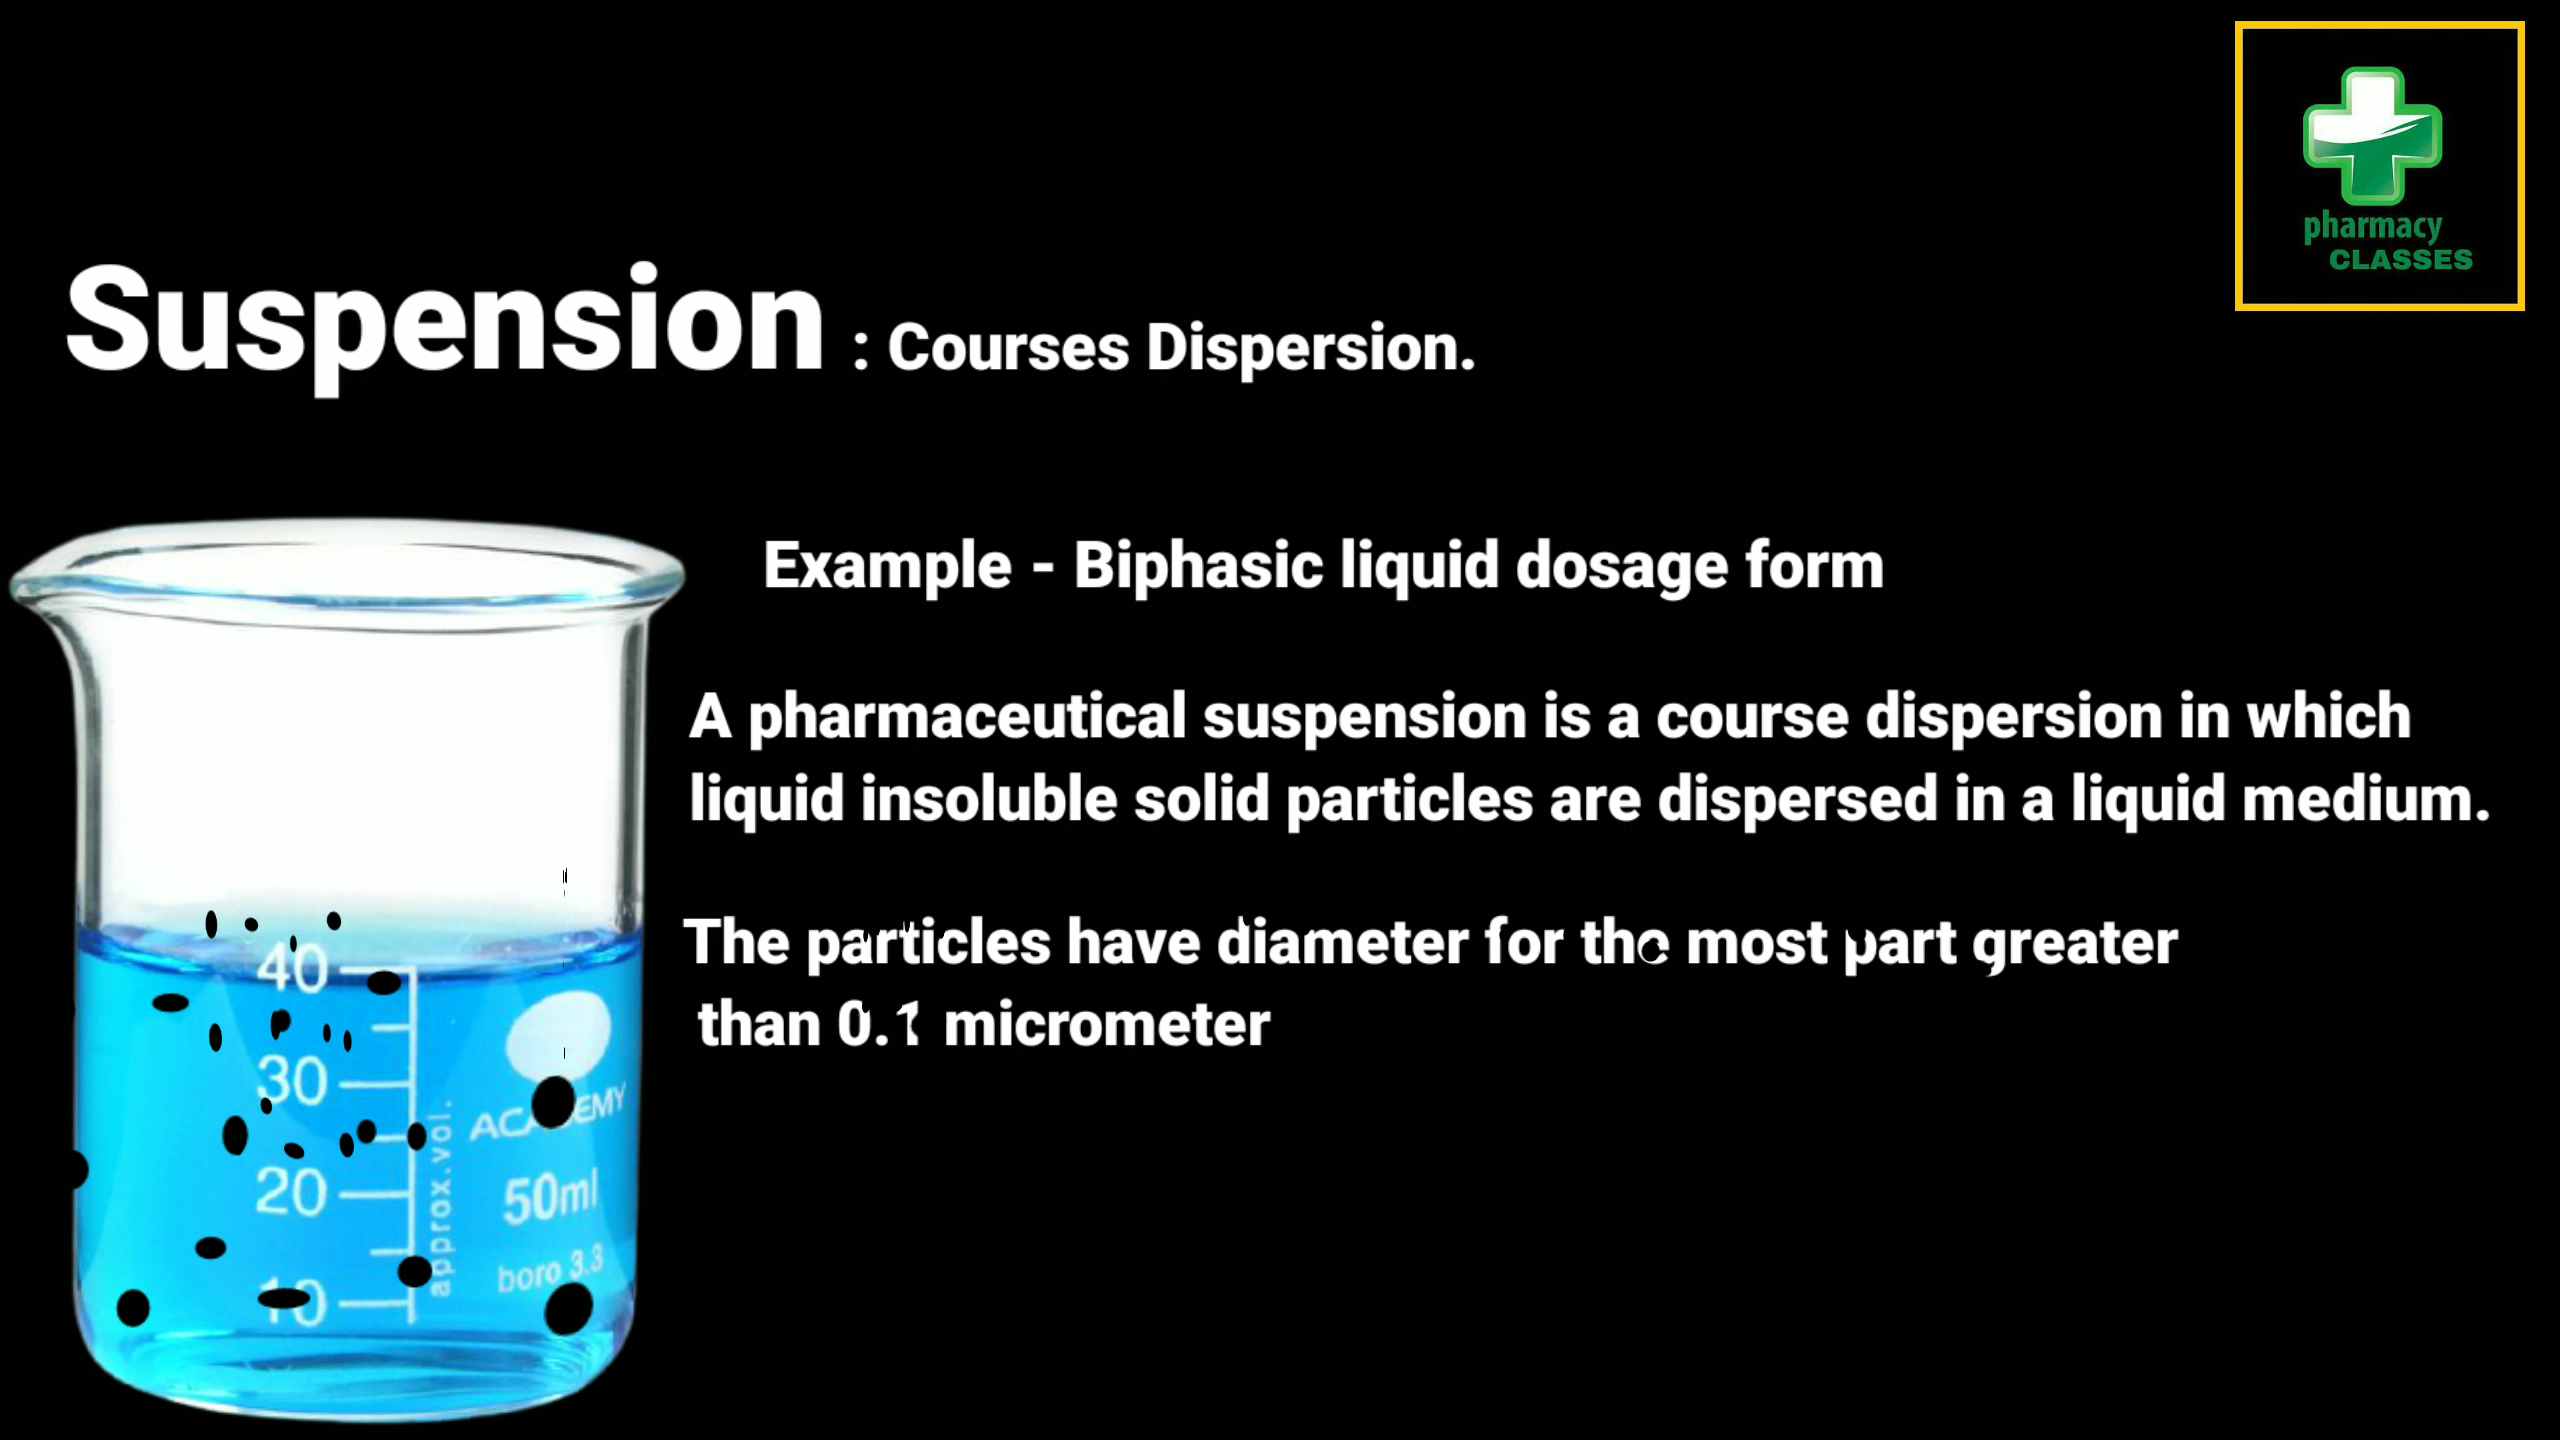 pharmacy
CLASSES
Suspension : Courses Dispersion.
Example - Biphasic liquid dosage form
A pharmaceutical suspension is a course dispersion in which
liquid insoluble solid particles are dispersed in a liquid medium.
The particles have diameter for the most part greater
than 0.1 micrometer
40
30
ACADEMY
20
50ml
approx.vol.
boro 3.3
10